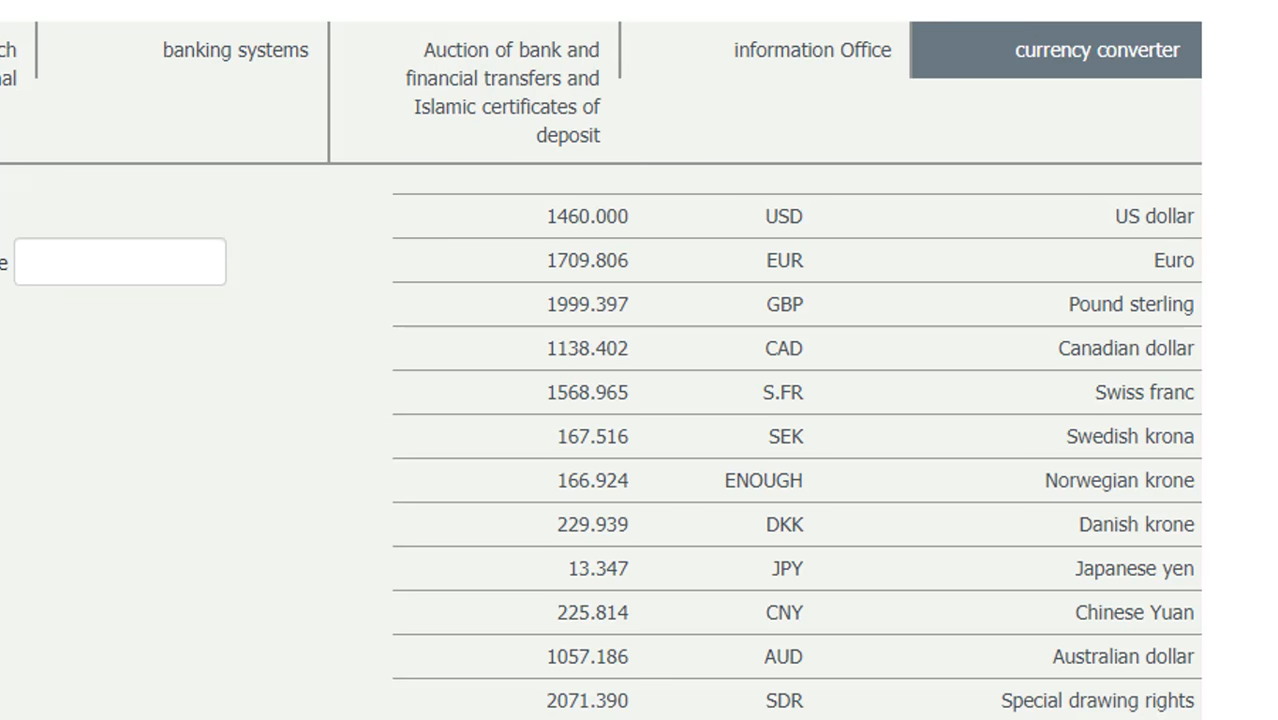 ch
nal
banking systems
Auction of bank and
financial transfers and
Islamic certificates of
deposit
information Office
currency converter
1460.000 USD US dollar
e
1709.806 EUR Euro
1999.397 GBP Pound sterling
1138.402 CAD Canadian dollar
1568.965 S.FR Swiss franc
167.516 SEK Swedish krona
166.924 ENOUGH Norwegian krone
229.939 DKK Danish krone
13.347 JPY Japanese yen
225.814 CNY Chinese Yuan
1057.186 AUD Australian dollar
2071.390 SDR Special drawing rights